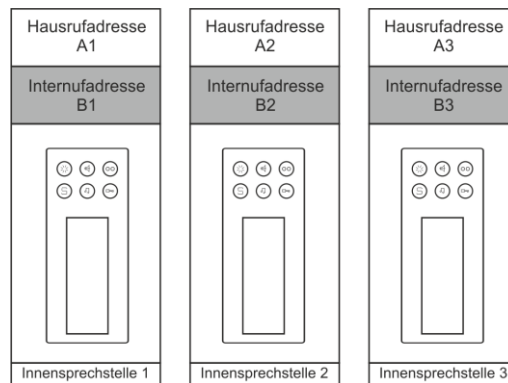 Hausrufadresse
A1
Internufadresse
B1
Innensprechstelle 1
Hausrufadresse
A2
Internufadresse
B2
Innensprechstelle 2
Hausrufadresse
A3
Internufadresse
B3
Innensprechstelle 3